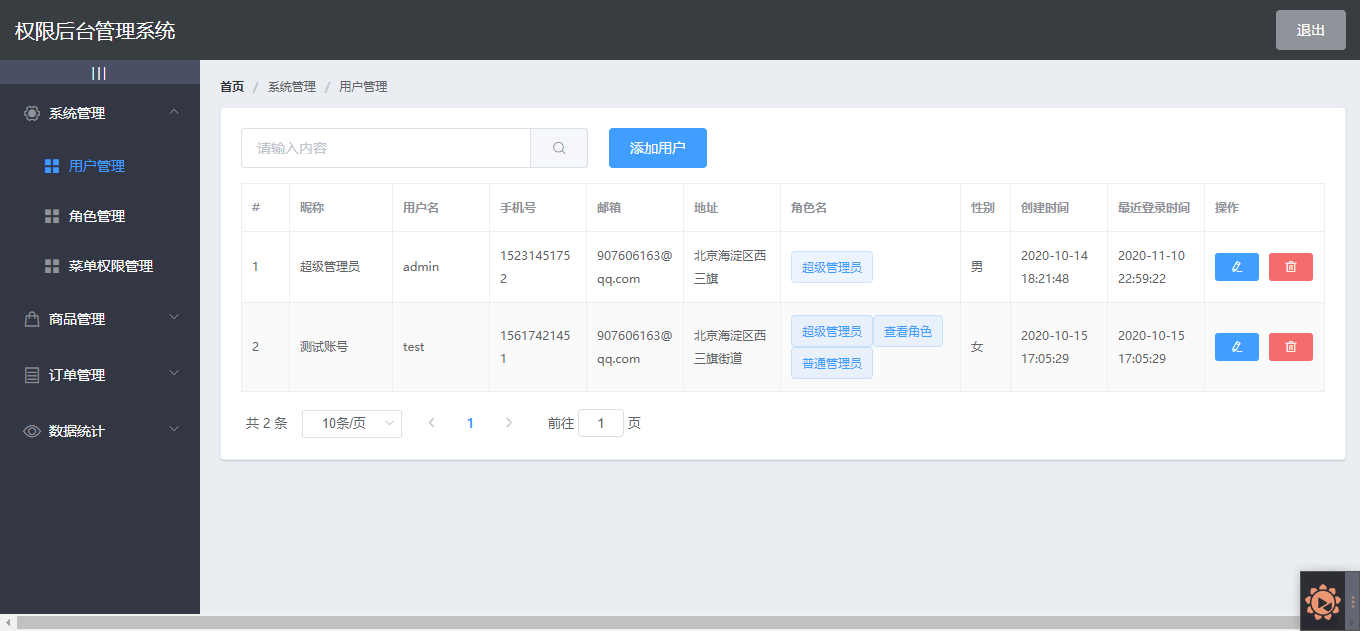 权限后台管理系统
退出
|||
系统管理
用户管理
角色管理
菜单权限管理
商品管理
订单管理
数据统计
首页 / 系统管理 / 用户管理
请输入内容
添加用户
# 昵称 用户名 手机号 邮箱 地址 角色名 性别 创建时间 最近登录时间 操作
1 超级管理员 admin 1523145175 907606163@ 北京海淀区西 超级管理员 男 2020-10-14 2020-11-10
2 qq.com 三旗 18:21:48 22:59:22
2 测试账号 test 1561742145 907606163@ 北京海淀区西 超级管理员 查看角色 女 2020-10-15 2020-10-15
1 qq.com 三旗街道 普通管理员 17:05:29 17:05:29
共 2 条 10条/页 1 前往 1 页